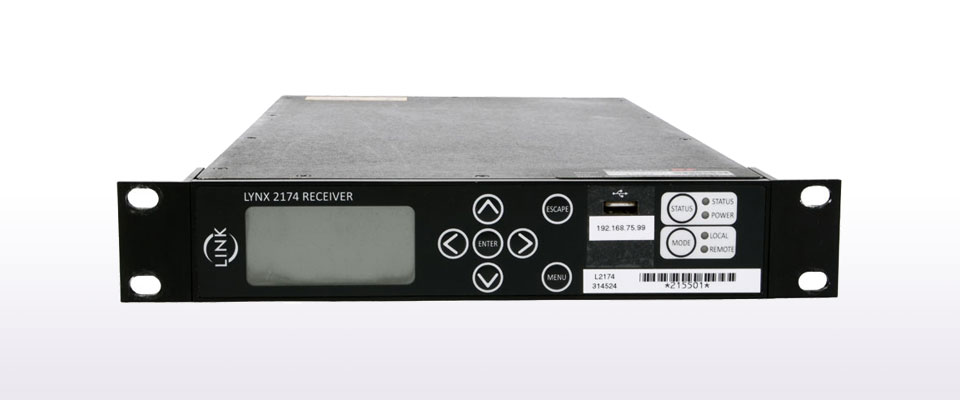 LYNX 2174 RECEIVER
LINK
ENTER
ESCAPE
MENU
192.168.75.99
STATUS
STATUS
POWER
MODE
LOCAL
REMOTE
L2174
314524
*215501*